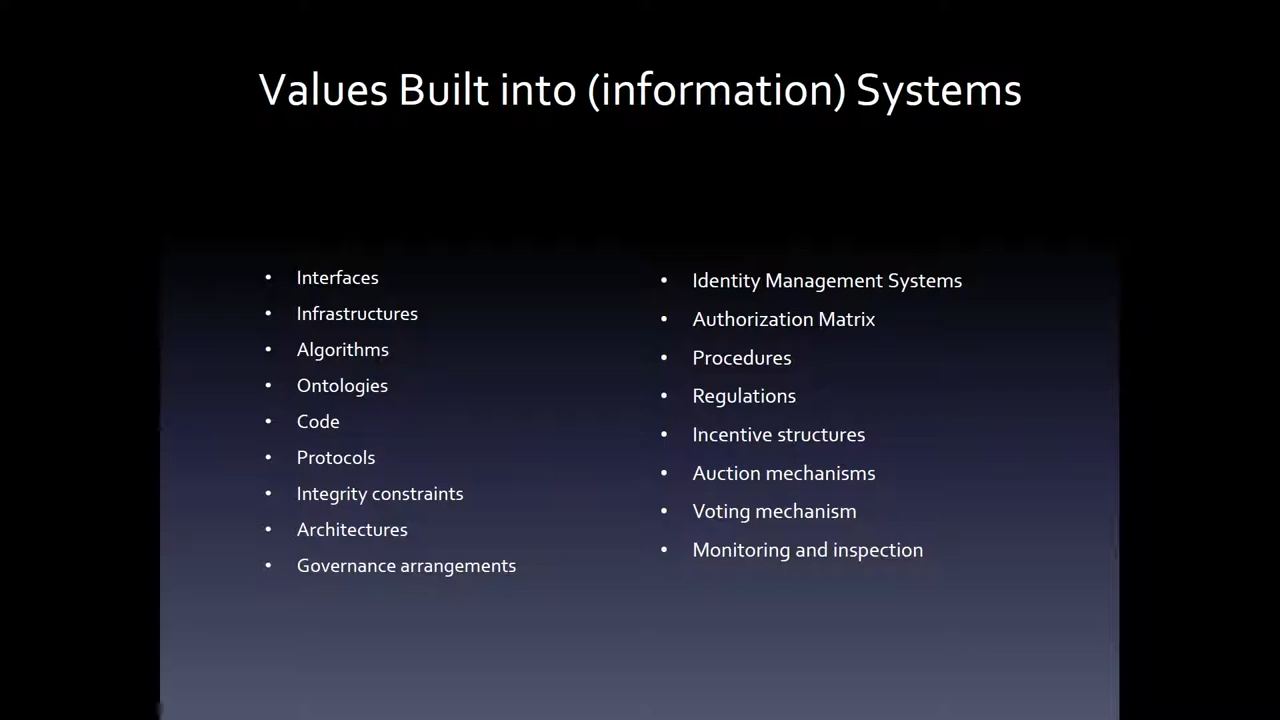 Values Built into (information) Systems
• Interfaces
• Infrastructures
• Algorithms
• Ontologies
• Code
• Protocols
• Integrity constraints
• Architectures
• Governance arrangements
• Identity Management Systems
• Authorization Matrix
• Procedures
• Regulations
• Incentive structures
• Auction mechanisms
• Voting mechanism
• Monitoring and inspection